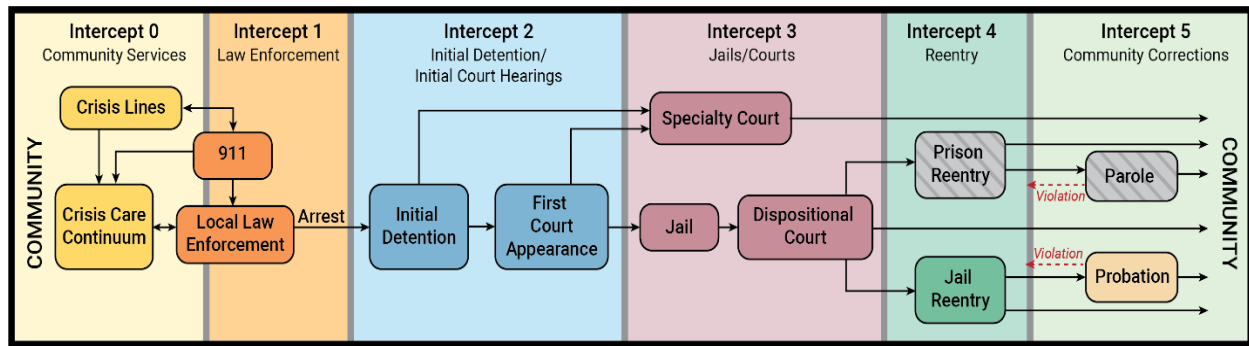 Intercept 0
Community Services
Intercept 1
Law Enforcement
Intercept 2
Initial Detention/
Initial Court Hearings
Intercept 3
Jails/Courts
Intercept 4
Reentry
Intercept 5
Community Corrections
COMMUNITY
Crisis Lines
911
Crisis Care
Continuum
Local Law
Enforcement
Arrest
Initial
Detention
First
Court
Appearance
Specialty Court
Jail
Dispositional
Court
Prison
Reentry
Parole
Violation
Violation
Jail
Reentry
Probation
COMMUNITY